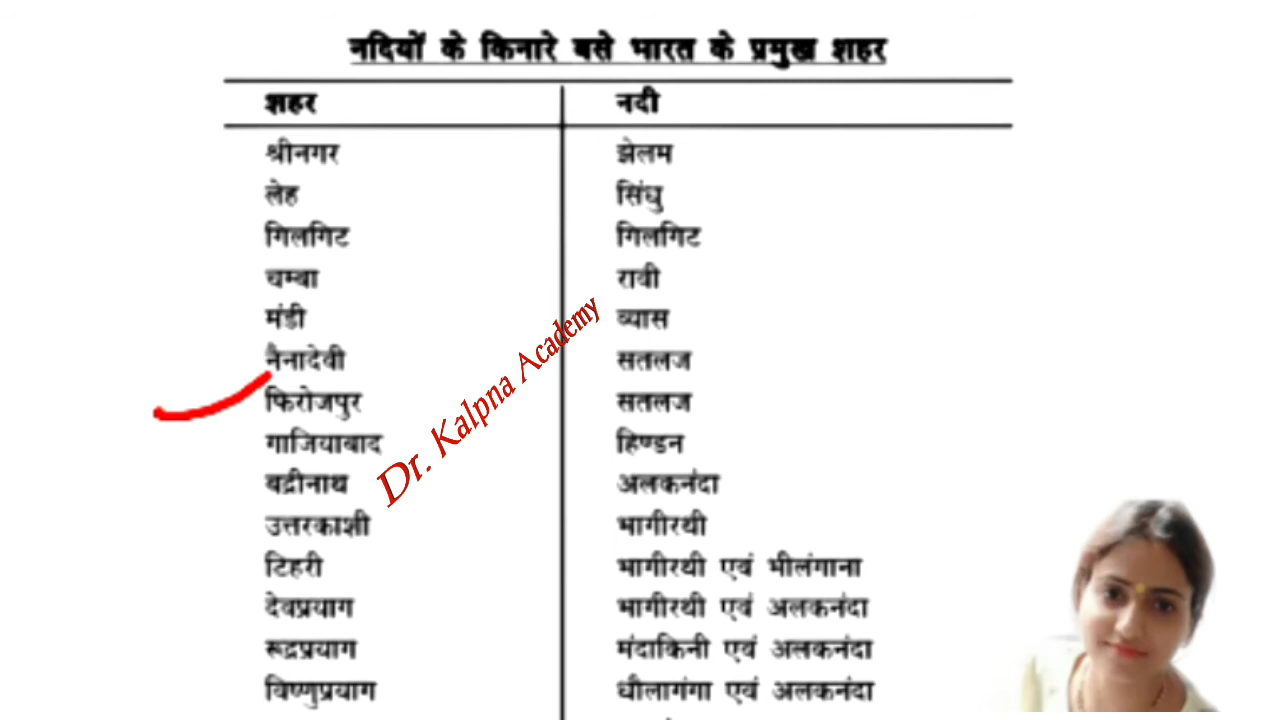 नदियों के किनारे बसे भारत के प्रमुख शहर
शहर नदी
श्रीनगर झेलम
लेह सिंधु
गिलगिट गिलगिट
चम्बा रावी
मंडी व्यास
नैनादेवी सतलज
फिरोजपुर सतलज
गाजियाबाद हिण्डन
बद्रीनाथ अलकनंदा
उत्तरकाशी भागीरथी
टिहरी भागीरथी एवं भीलंगाना
देवप्रयाग भागीरथी एवं अलकनंदा
रूद्रप्रयाग मंदाकिनी एवं अलकनंदा
विष्णुप्रयाग धौलागंगा एवं अलकनंदा
Dr. Kalpna Academy